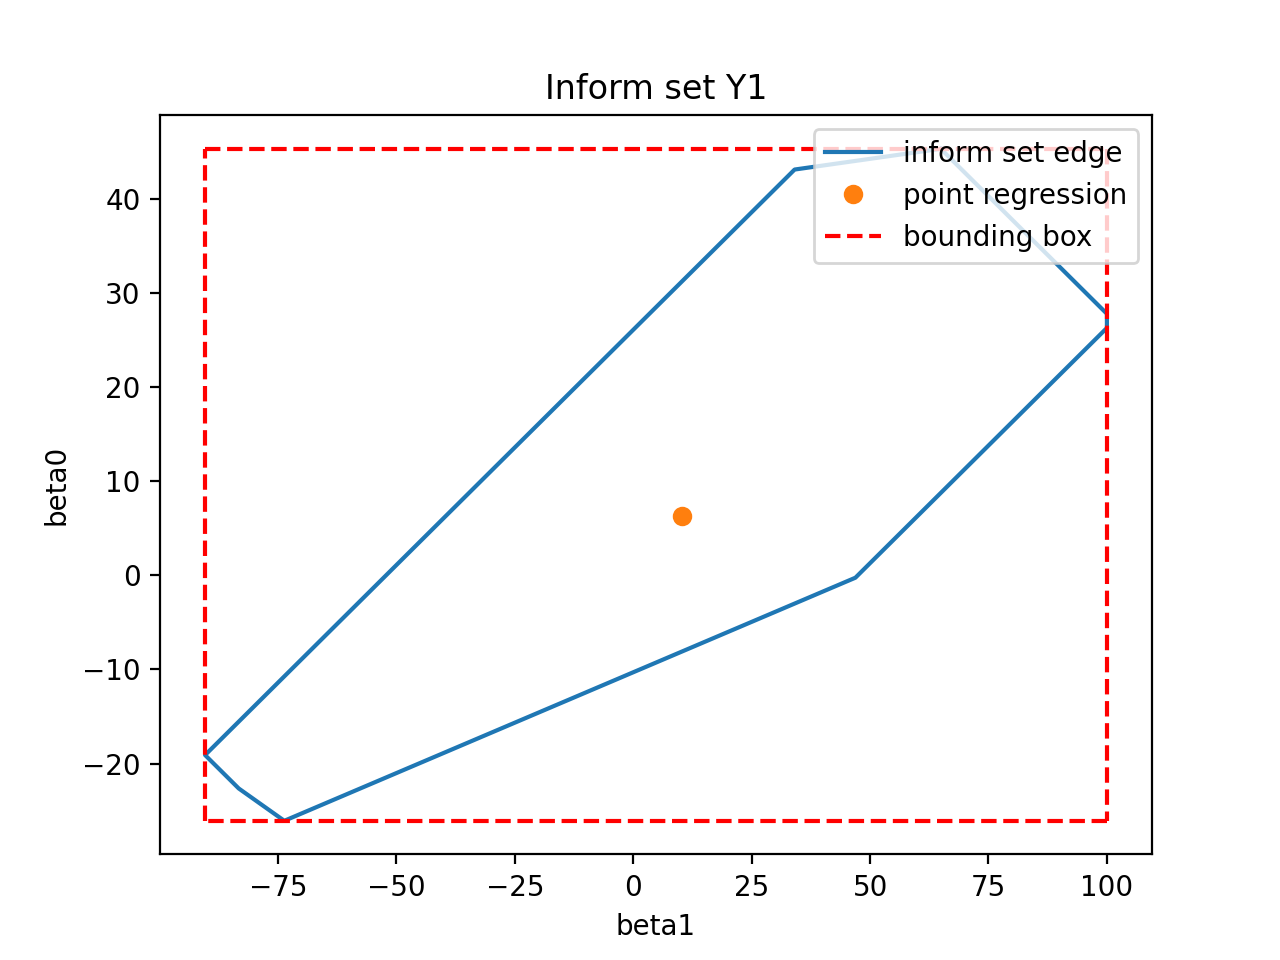 Inform set Y1
inform set edge
point regression
bounding box
40
30
20
10
0
−10
−20
beta0
−75
−50
−25
0
25
50
75
100
beta1